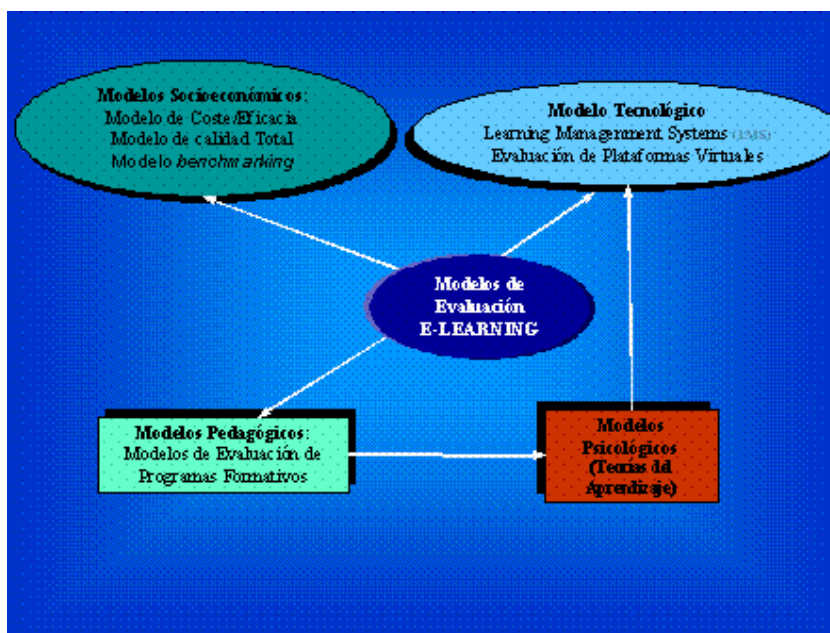 Modelos Socioeconómicos:
Modelo de Coste/Eficacia
Modelo de calidad Total
Modelo benchmarking
Modelo Tecnológico
Learning Management Systems (LMS)
Evaluación de Plataformas Virtuales
Modelos de
Evaluación
E-LEARNING
Modelos Pedagógicos:
Modelos de Evaluación de
Programas Formativos
Modelos
Psicológicos
(Teorías del
Aprendizaje)